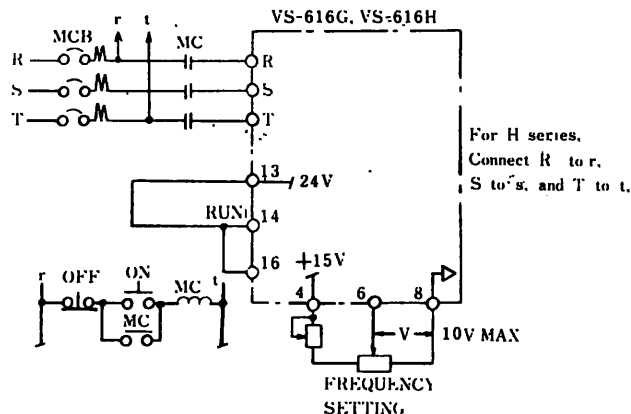 VS-616G, VS-616H
r t
MCB MC
R R
S S
T T
For H series,
Connect R to r,
S to s, and T to t.
13
24V
RUN 14
16
+15V
r OFF ON MC t
MC
4 6 8
V 10V MAX
FREQUENCY
SETTING